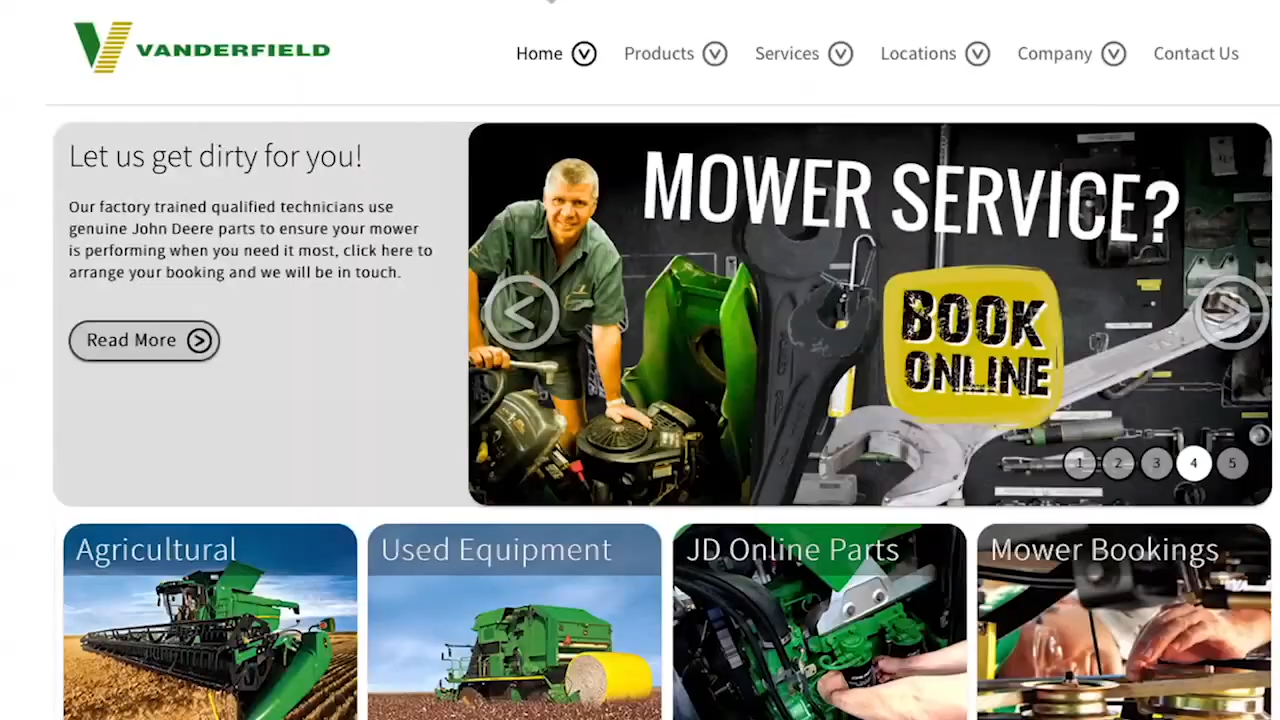 VANDERFIELD
Home
Products
Services
Locations
Company
Contact Us
Let us get dirty for you!
Our factory trained qualified technicians use
genuine John Deere parts to ensure your mower
is performing when you need it most, click here to
arrange your booking and we will be in touch.
Read More
MOWER SERVICE?
BOOK
ONLINE
1 2 3 4 5
Agricultural
Used Equipment
JD Online Parts
Mower Bookings